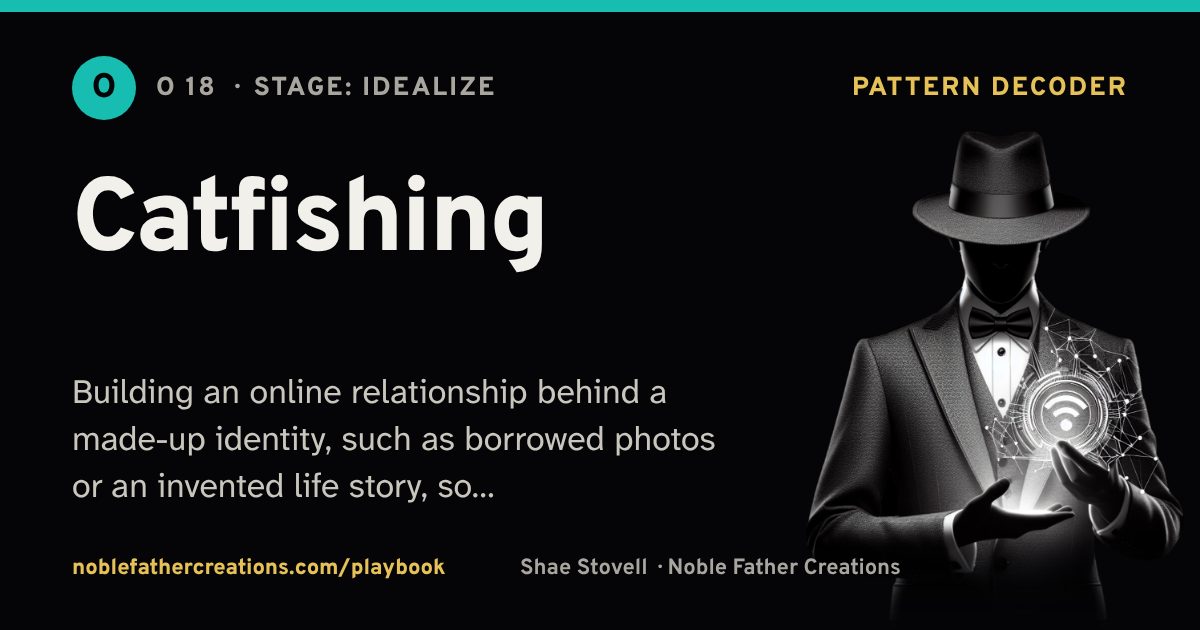 O
O 18 · STAGE: IDEALIZE
PATTERN DECODER
Catfishing
Building an online relationship behind a
made-up identity, such as borrowed photos
or an invented life story, so...
noblefathercreations.com/playbook
Shae Stovell · Noble Father Creations